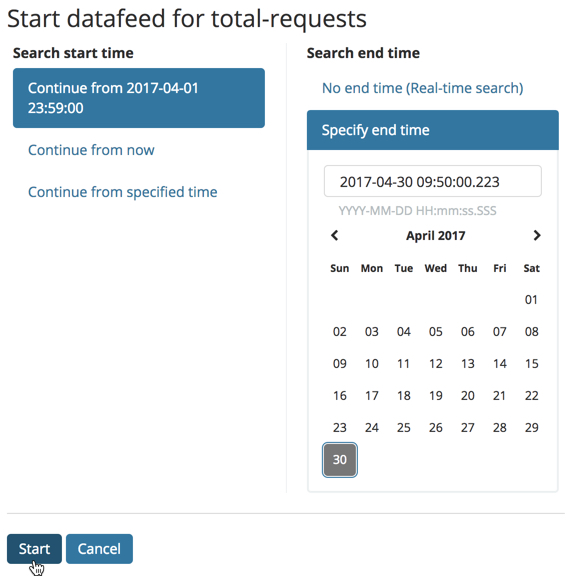 Start datafeed for total-requests
Search start time
Continue from 2017-04-01
23:59:00
Continue from now
Continue from specified time
Search end time
No end time (Real-time search)
Specify end time
2017-04-30 09:50:00.223
YYYY-MM-DD HH:mm:ss.SSS
April 2017
Sun Mon Tue Wed Thu Fri Sat
01
02 03 04 05 06 07 08
09 10 11 12 13 14 15
16 17 18 19 20 21 22
23 24 25 26 27 28 29
30
Start Cancel